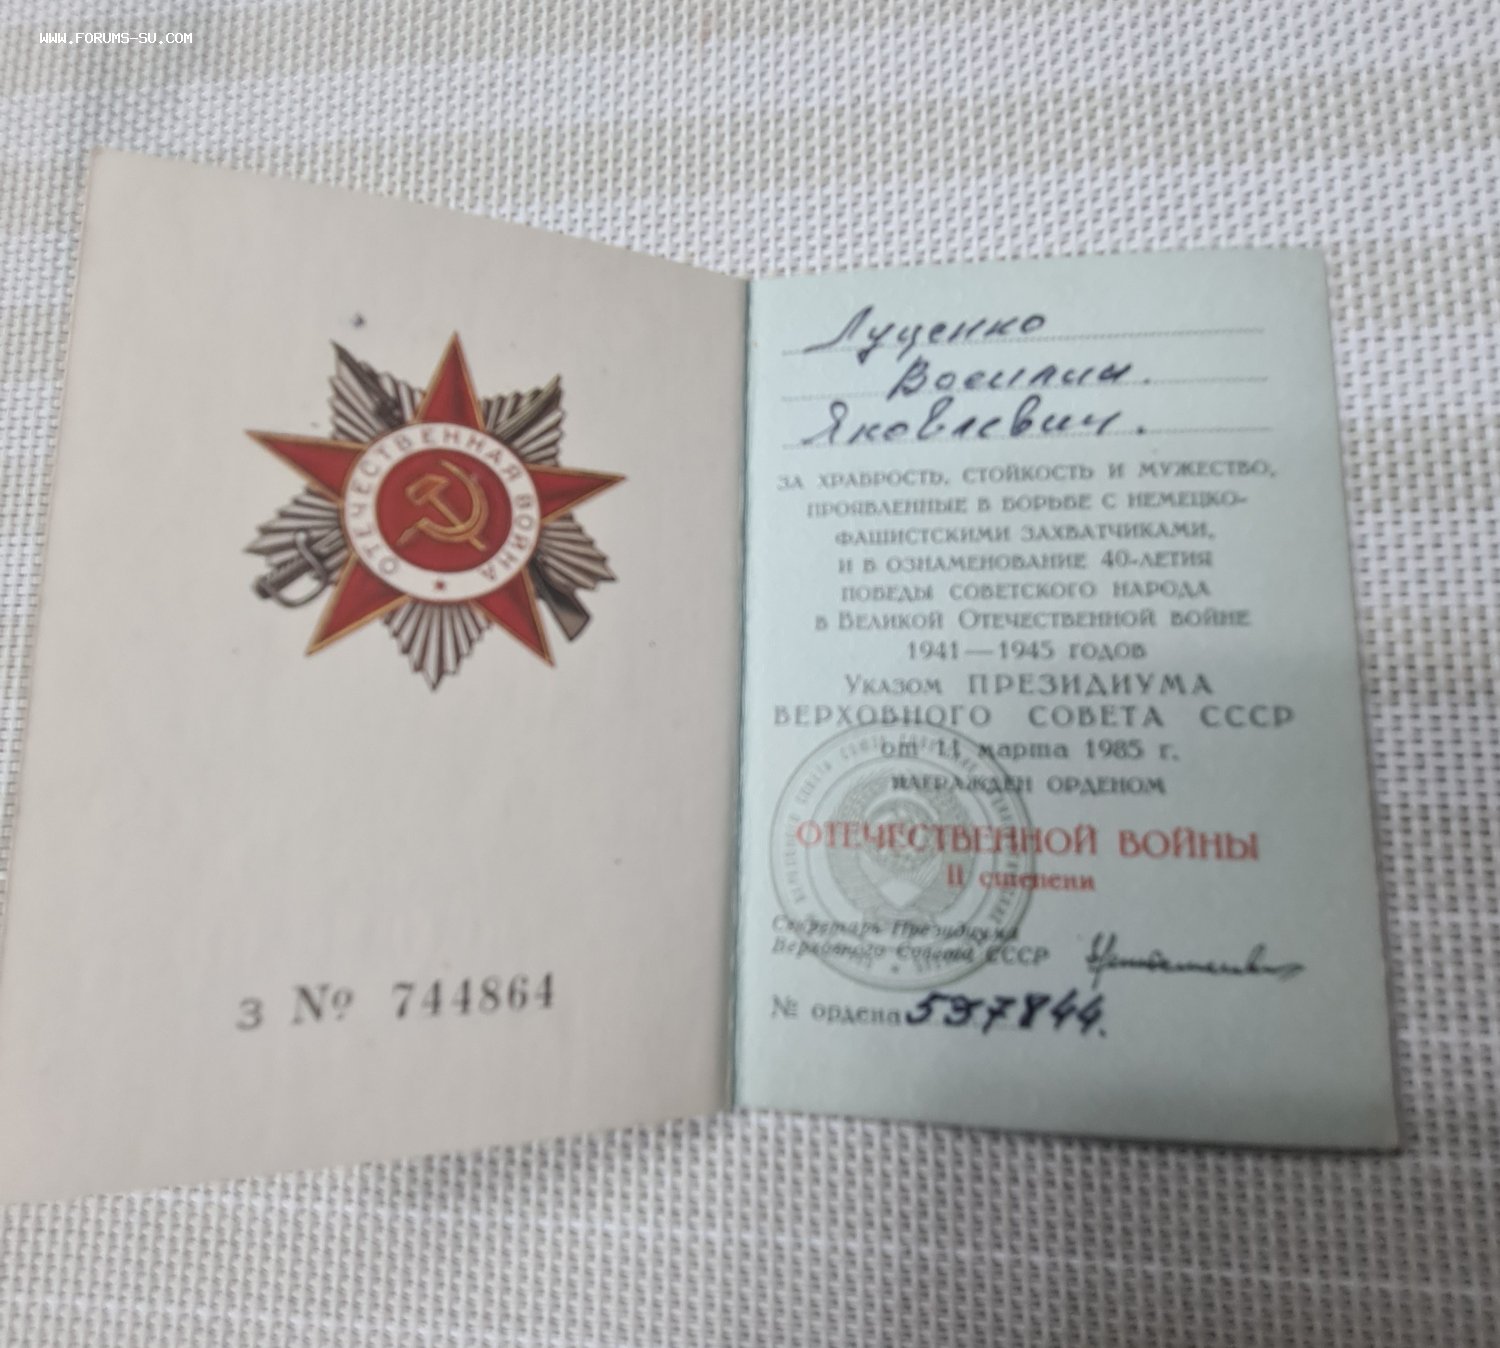 WWW.FORUMS-SU.COM
ОТЕЧЕСТВЕННАЯ ВОЙНА
З № 744864
Луценко
Яковлевич.
ЗА ХРАБРОСТЬ, СТОЙКОСТЬ И МУЖЕСТВО,
ПРОЯВЛЕННЫЕ В БОРЬБЕ С НЕМЕЦКО-
ФАШИСТСКИМИ ЗАХВАТЧИКАМИ,
И В ОЗНАМЕНОВАНИЕ 40-ЛЕТИЯ
ПОБЕДЫ СОВЕТСКОГО НАРОДА
В ВЕЛИКОЙ ОТЕЧЕСТВЕННОЙ ВОЙНЕ
1941—1945 ГОДОВ
УКАЗОМ ПРЕЗИДИУМА
ВЕРХОВНОГО СОВЕТА СССР
от 11 марта 1985 г.
НАГРАЖДЕН ОРДЕНОМ
ОТЕЧЕСТВЕННОЙ ВОЙНЫ
II степени
Секретарь Президиума
Верховного Совета СССР
№ ордена 537844.